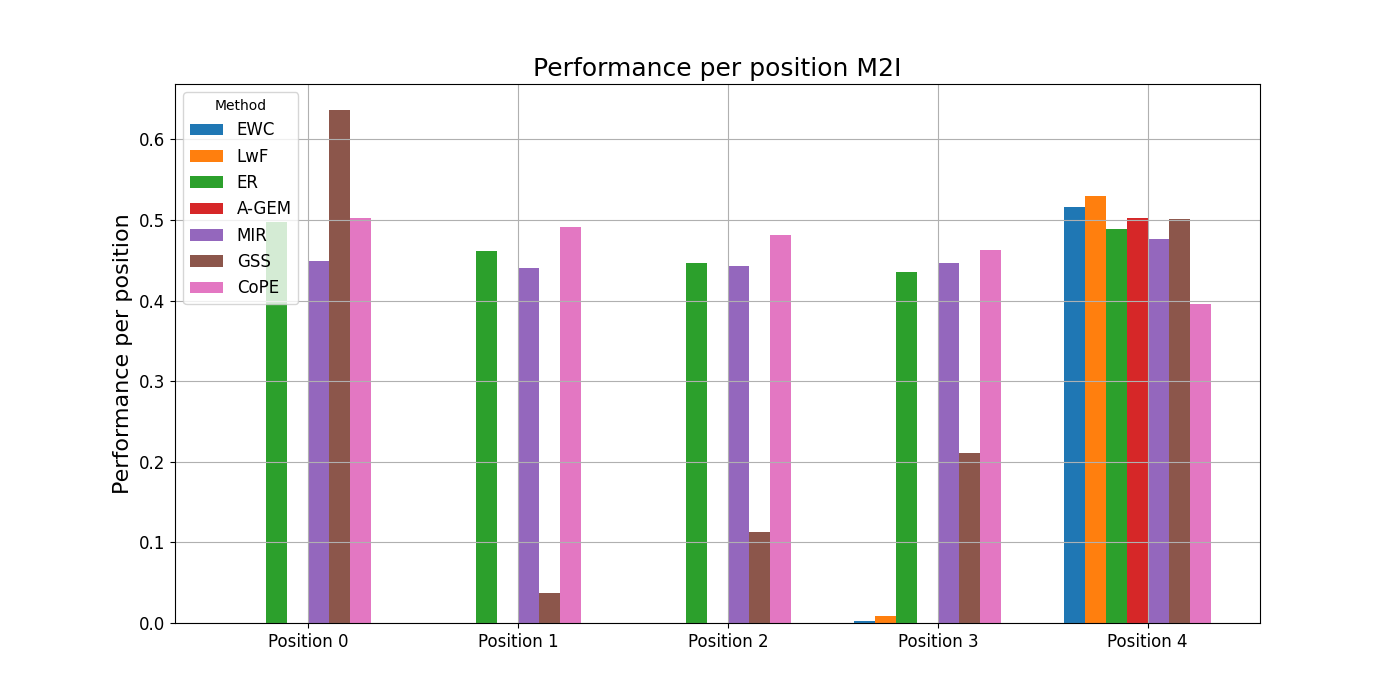 Performance per position M2I
Performance per position
0.6
0.5
0.4
0.3
0.2
0.1
0.0
Method
EWC
LwF
ER
A-GEM
MIR
GSS
CoPE
Position 0
Position 1
Position 2
Position 3
Position 4